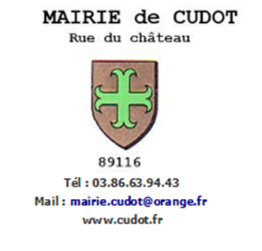 MAIRIE de CUDOT
Rue du château
89116
Tél : 03.86.63.94.43
Mail : mairie.cudot@orange.fr
www.cudot.fr